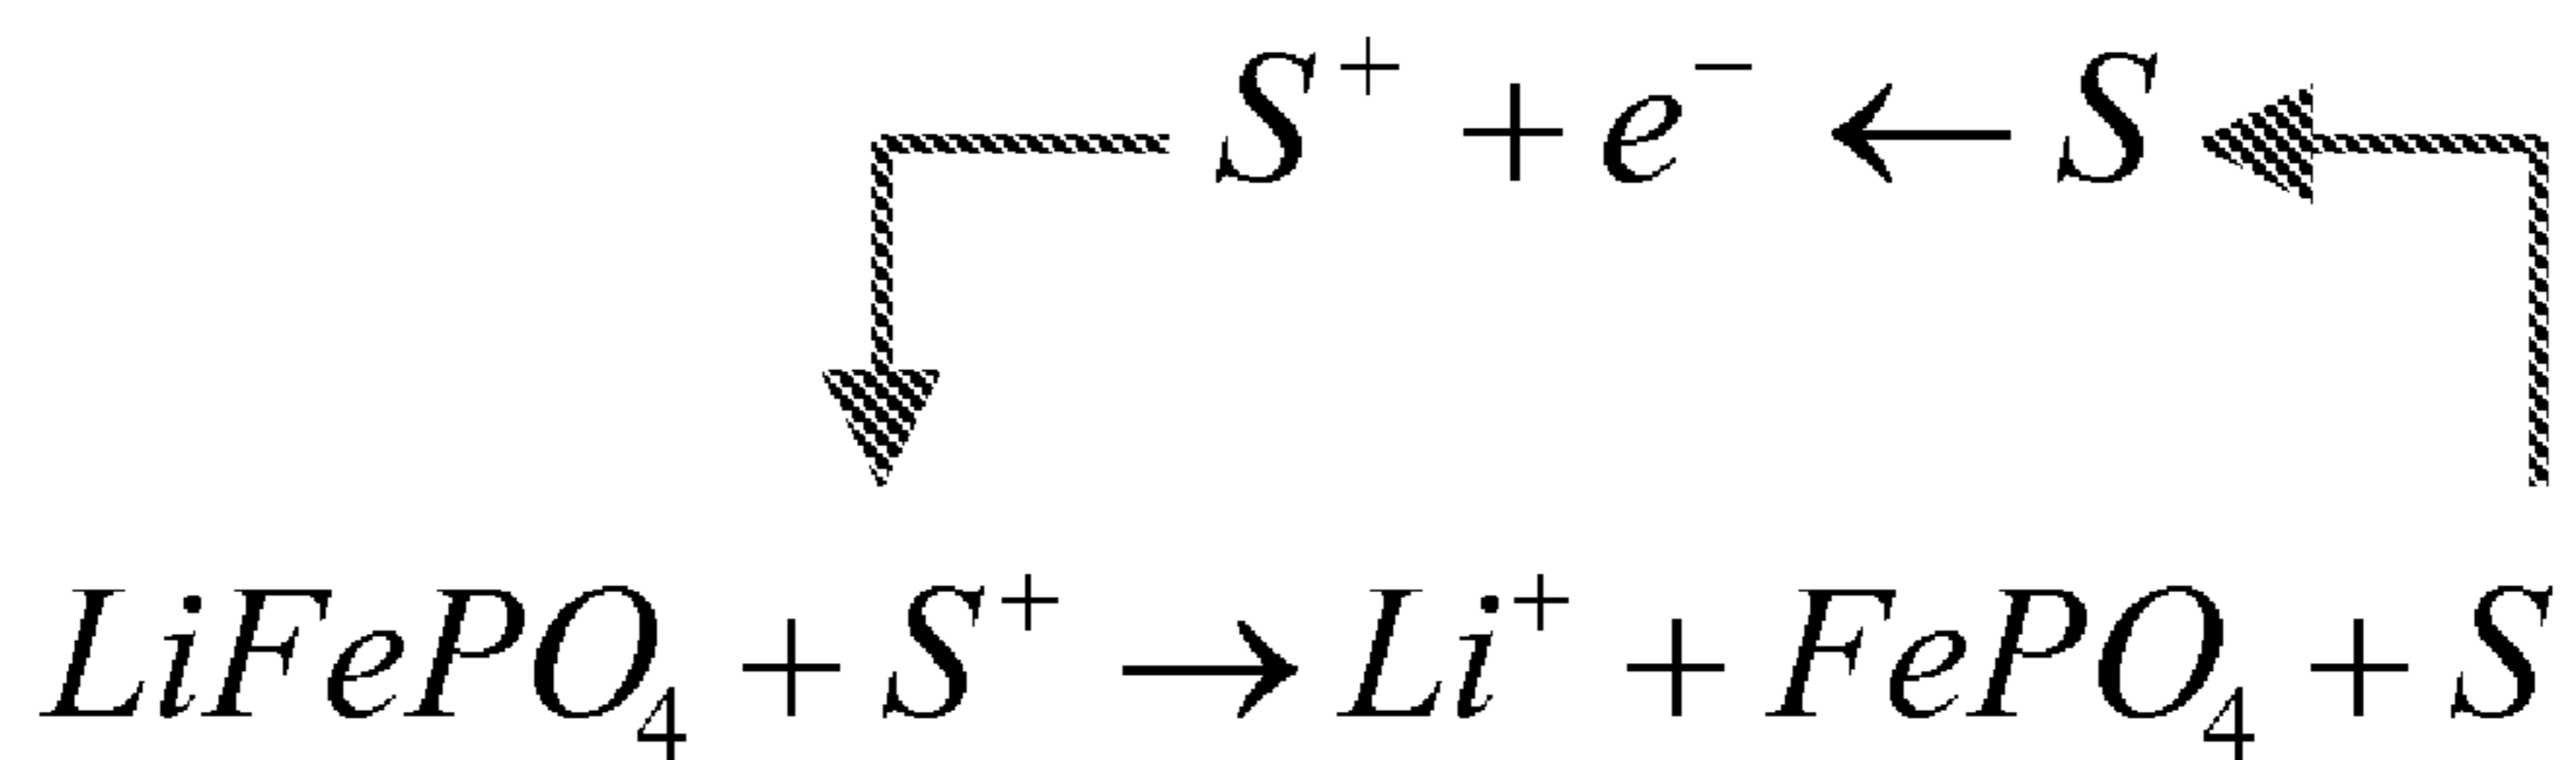 S⁺ + e⁻ ← S
LiFePO₄ + S⁺ → Li⁺ + FePO₄ + S